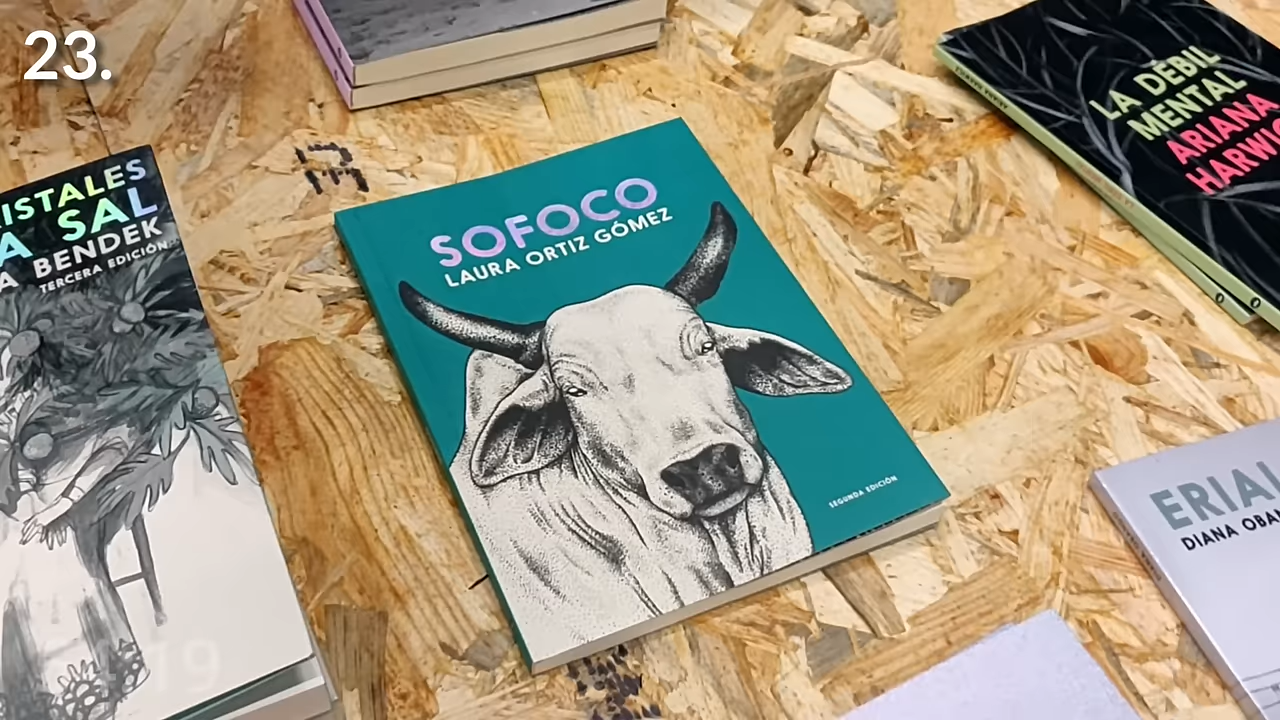 23.
ISTALES
A SAL
A BENDEK
TERCERA EDICIÓN
SOFOCO
LAURA ORTIZ GÓMEZ
SEGUNDA EDICIÓN
LA DÉBIL
MENTAL
ARIANA
HARWIC
ERIAL
DIANA OBAN